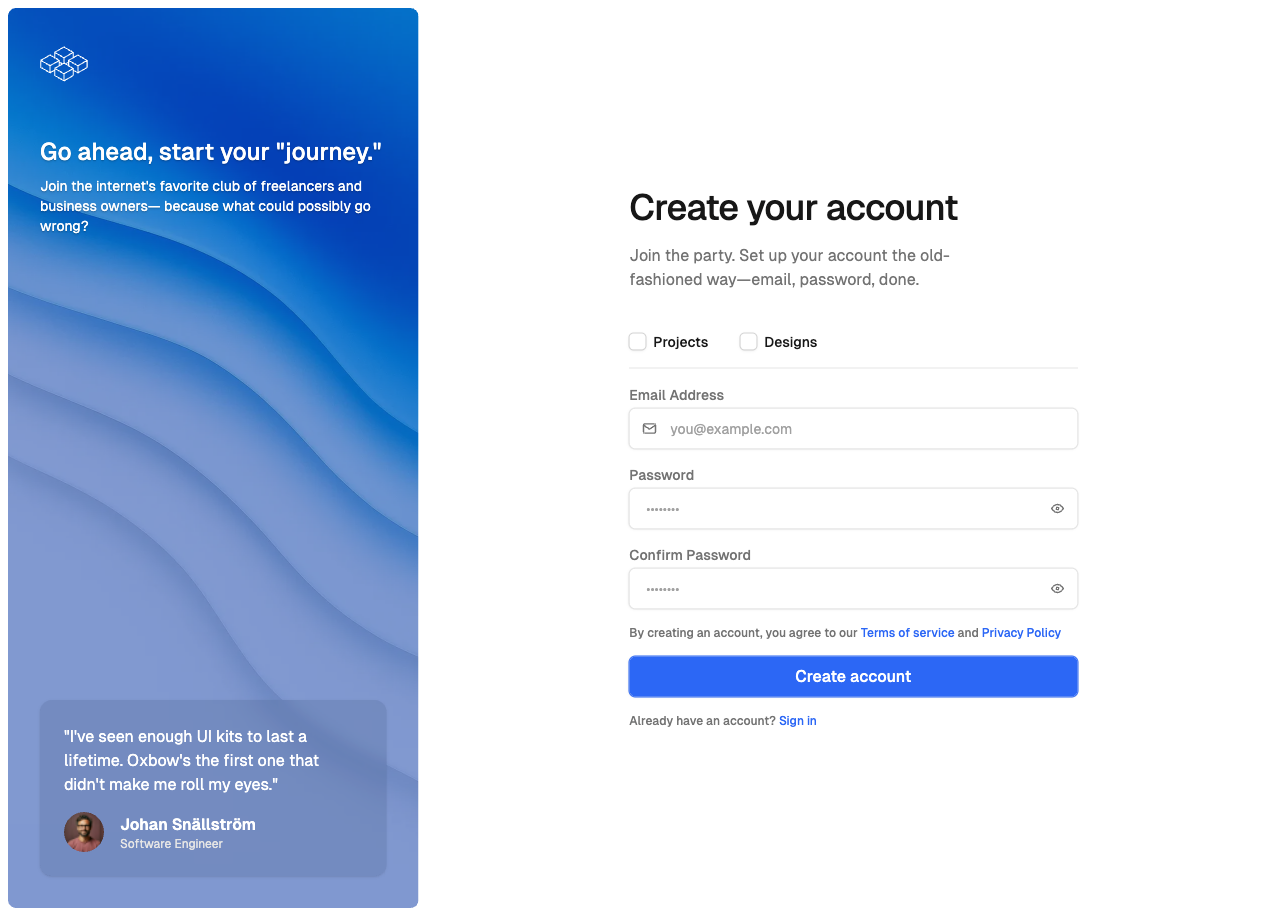 Go ahead, start your "journey."
Join the internet's favorite club of freelancers and
business owners— because what could possibly go
wrong?
"I've seen enough UI kits to last a
lifetime. Oxbow's the first one that
didn't make me roll my eyes."
Johan Snällström
Software Engineer
Create your account
Join the party. Set up your account the old-
fashioned way—email, password, done.
Projects Designs
Email Address
you@example.com
Password
••••••••
Confirm Password
••••••••
By creating an account, you agree to our Terms of service and Privacy Policy
Create account
Already have an account? Sign in